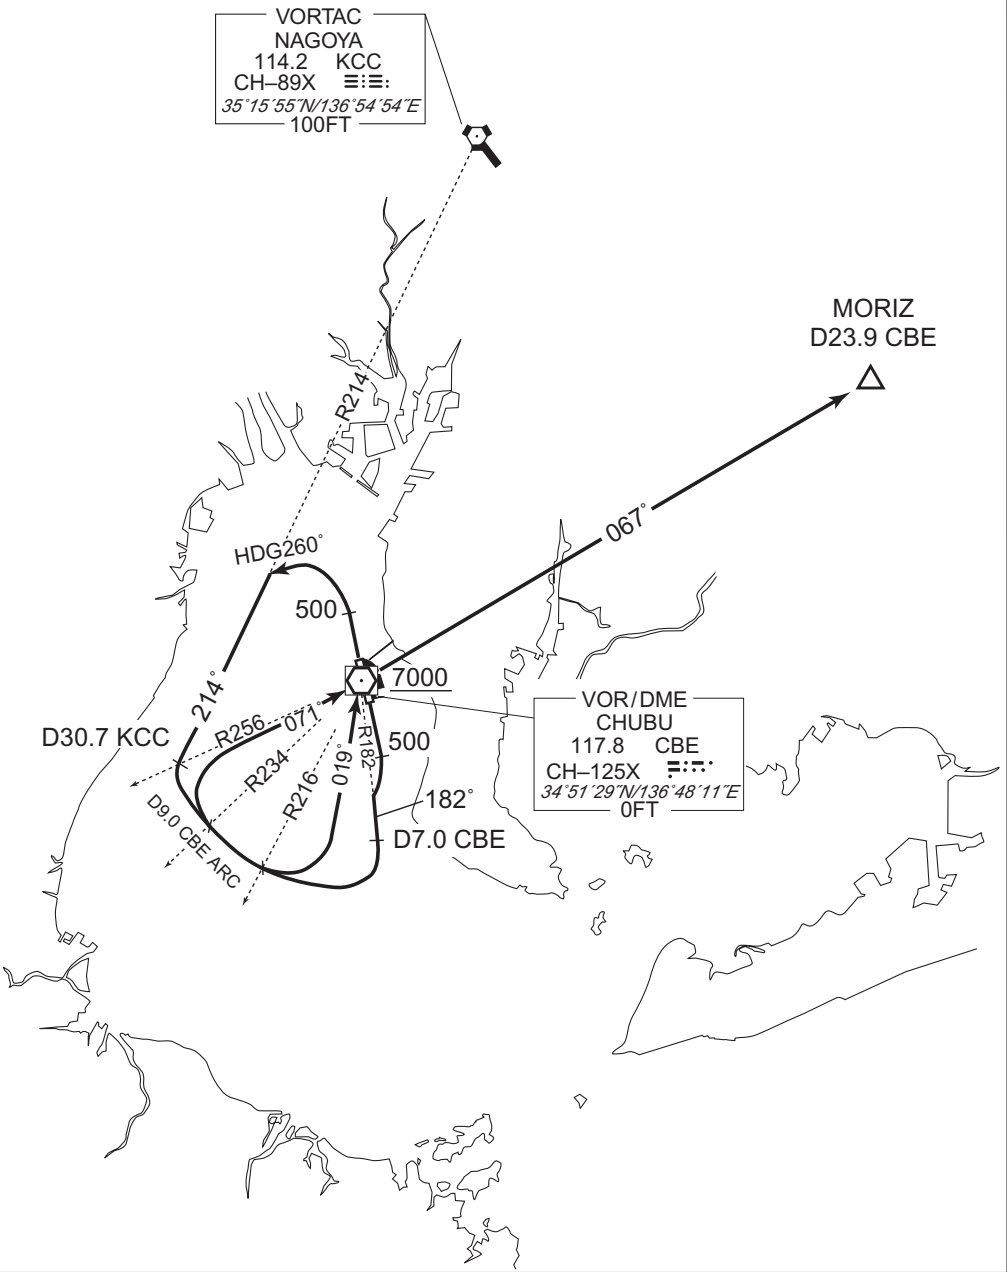 VORTAC
NAGOYA
114.2 KCC
CH–89X
35°15´55˝N/136°54´54˝E
100FT
MORIZ
D23.9 CBE
R214
067°
HDG260°
500
7000
214°
D30.7 KCC
R256
071°
R234
R216
019°
R182
500
182°
D7.0 CBE
D9.0 CBE ARC
VOR/DME
CHUBU
117.8 CBE
CH–125X
34°51´29˝N/136°48´11˝E
0FT